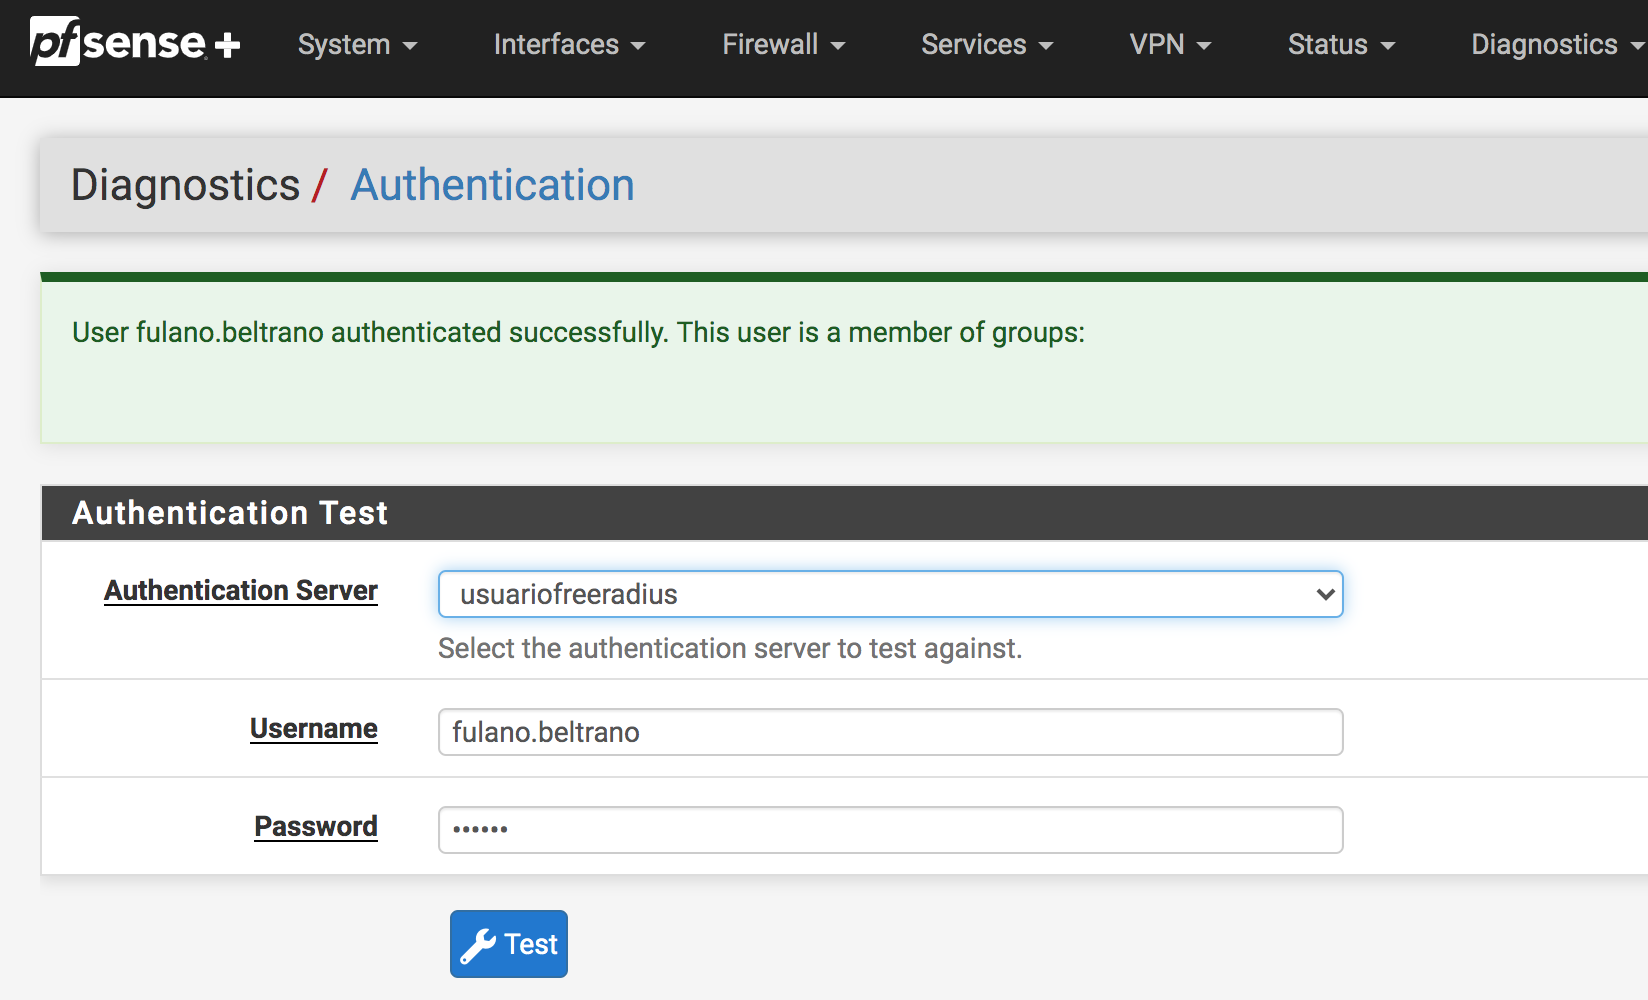 pfsense+ System Interfaces Firewall Services VPN Status Diagnostics
Diagnostics / Authentication
User fulano.beltrano authenticated successfully. This user is a member of groups:
Authentication Test
Authentication Server usuariofreeradius
Select the authentication server to test against.
Username fulano.beltrano
Password ••••••
Test